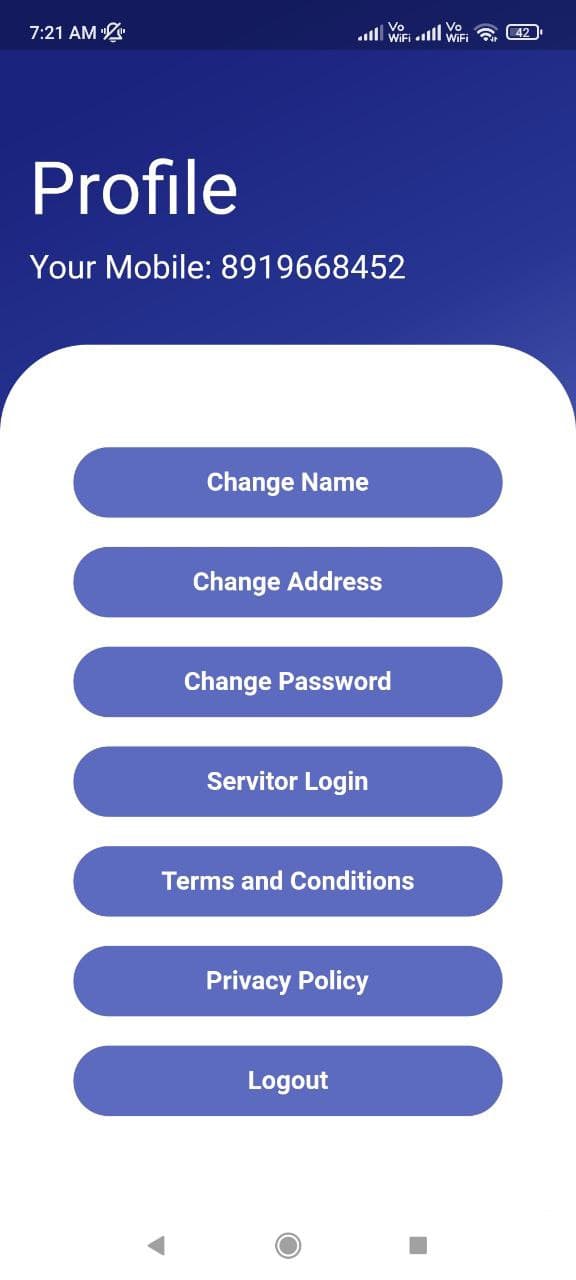 7:21 AM
Vo WiFi Vo WiFi 42
Profile
Your Mobile: 8919668452
Change Name
Change Address
Change Password
Servitor Login
Terms and Conditions
Privacy Policy
Logout